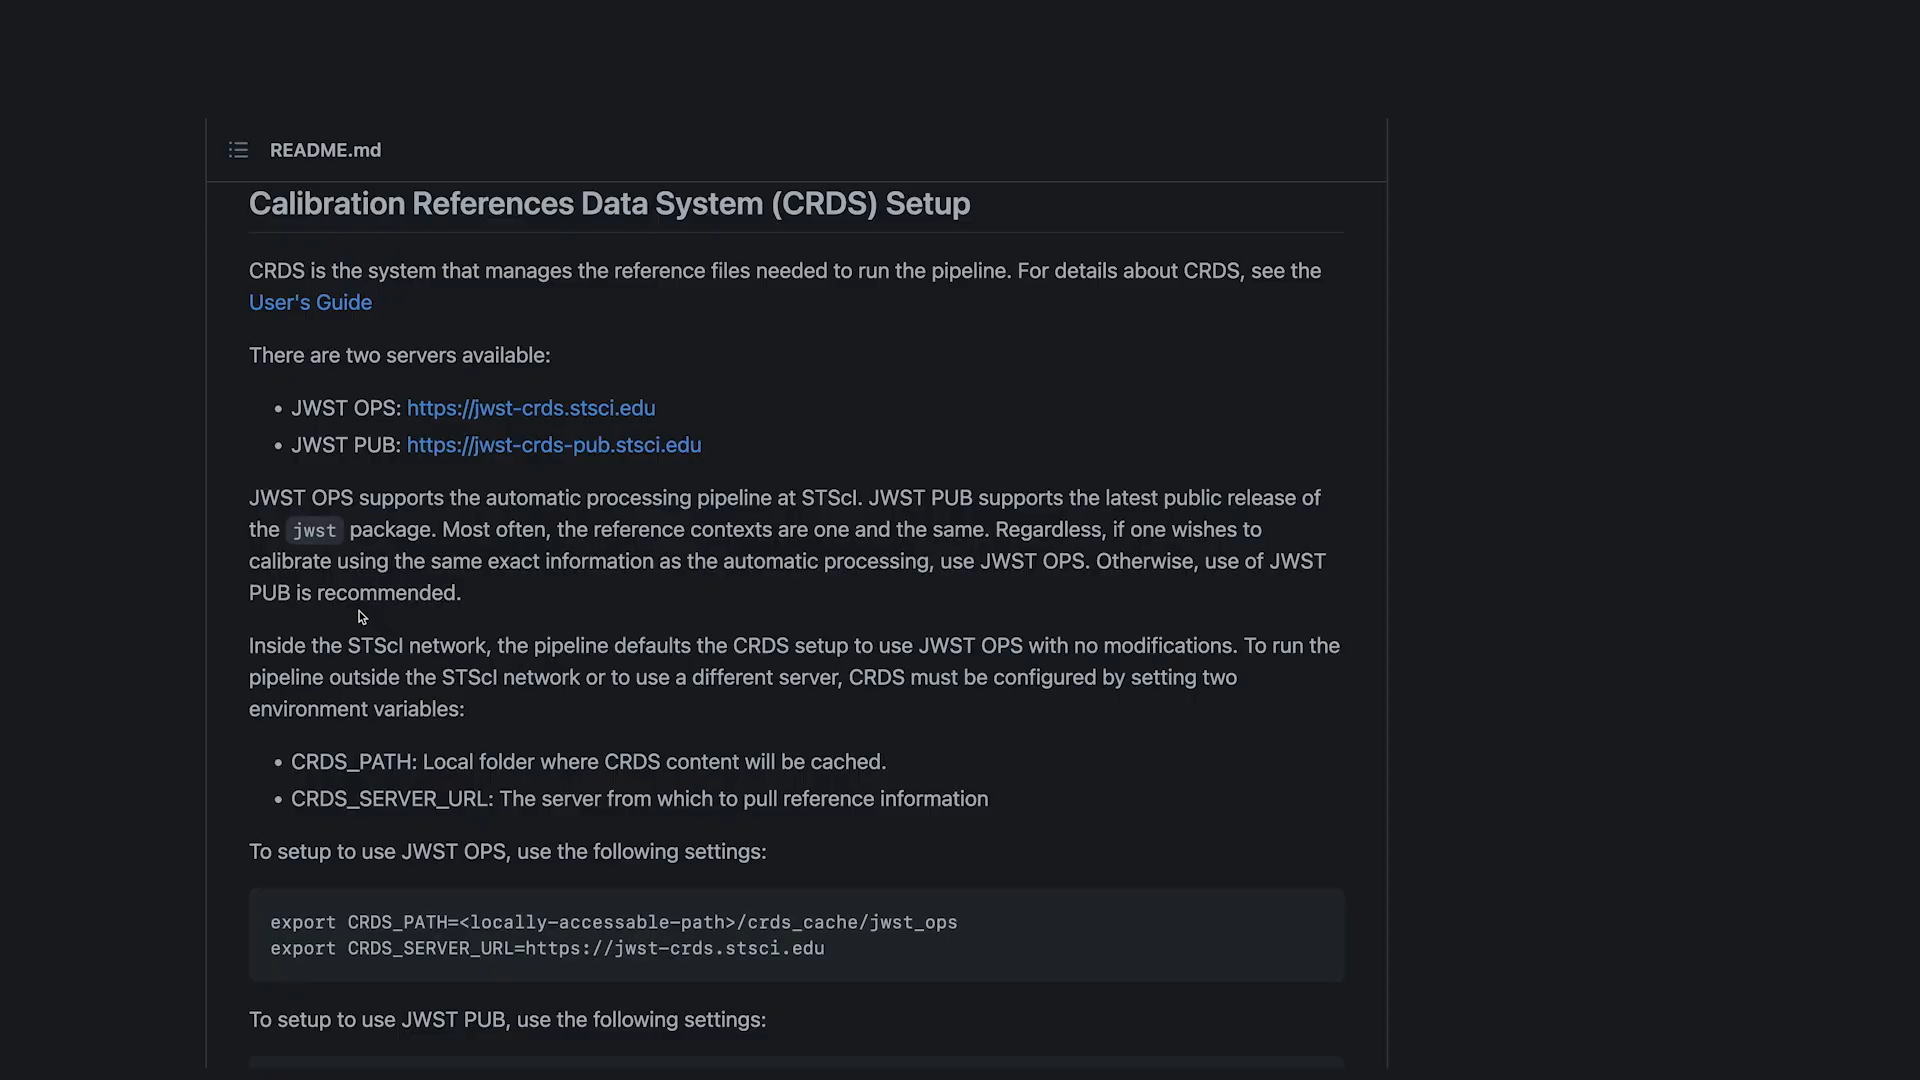 README.md
Calibration References Data System (CRDS) Setup
CRDS is the system that manages the reference files needed to run the pipeline. For details about CRDS, see the
User's Guide
There are two servers available:
• JWST OPS: https://jwst-crds.stsci.edu
• JWST PUB: https://jwst-crds-pub.stsci.edu
JWST OPS supports the automatic processing pipeline at STScI. JWST PUB supports the latest public release of
the jwst package. Most often, the reference contexts are one and the same. Regardless, if one wishes to
calibrate using the same exact information as the automatic processing, use JWST OPS. Otherwise, use of JWST
PUB is recommended.
Inside the STScI network, the pipeline defaults the CRDS setup to use JWST OPS with no modifications. To run the
pipeline outside the STScI network or to use a different server, CRDS must be configured by setting two
environment variables:
• CRDS_PATH: Local folder where CRDS content will be cached.
• CRDS_SERVER_URL: The server from which to pull reference information
To setup to use JWST OPS, use the following settings:
export CRDS_PATH=<locally-accessable-path>/crds_cache/jwst_ops
export CRDS_SERVER_URL=https://jwst-crds.stsci.edu
To setup to use JWST PUB, use the following settings: